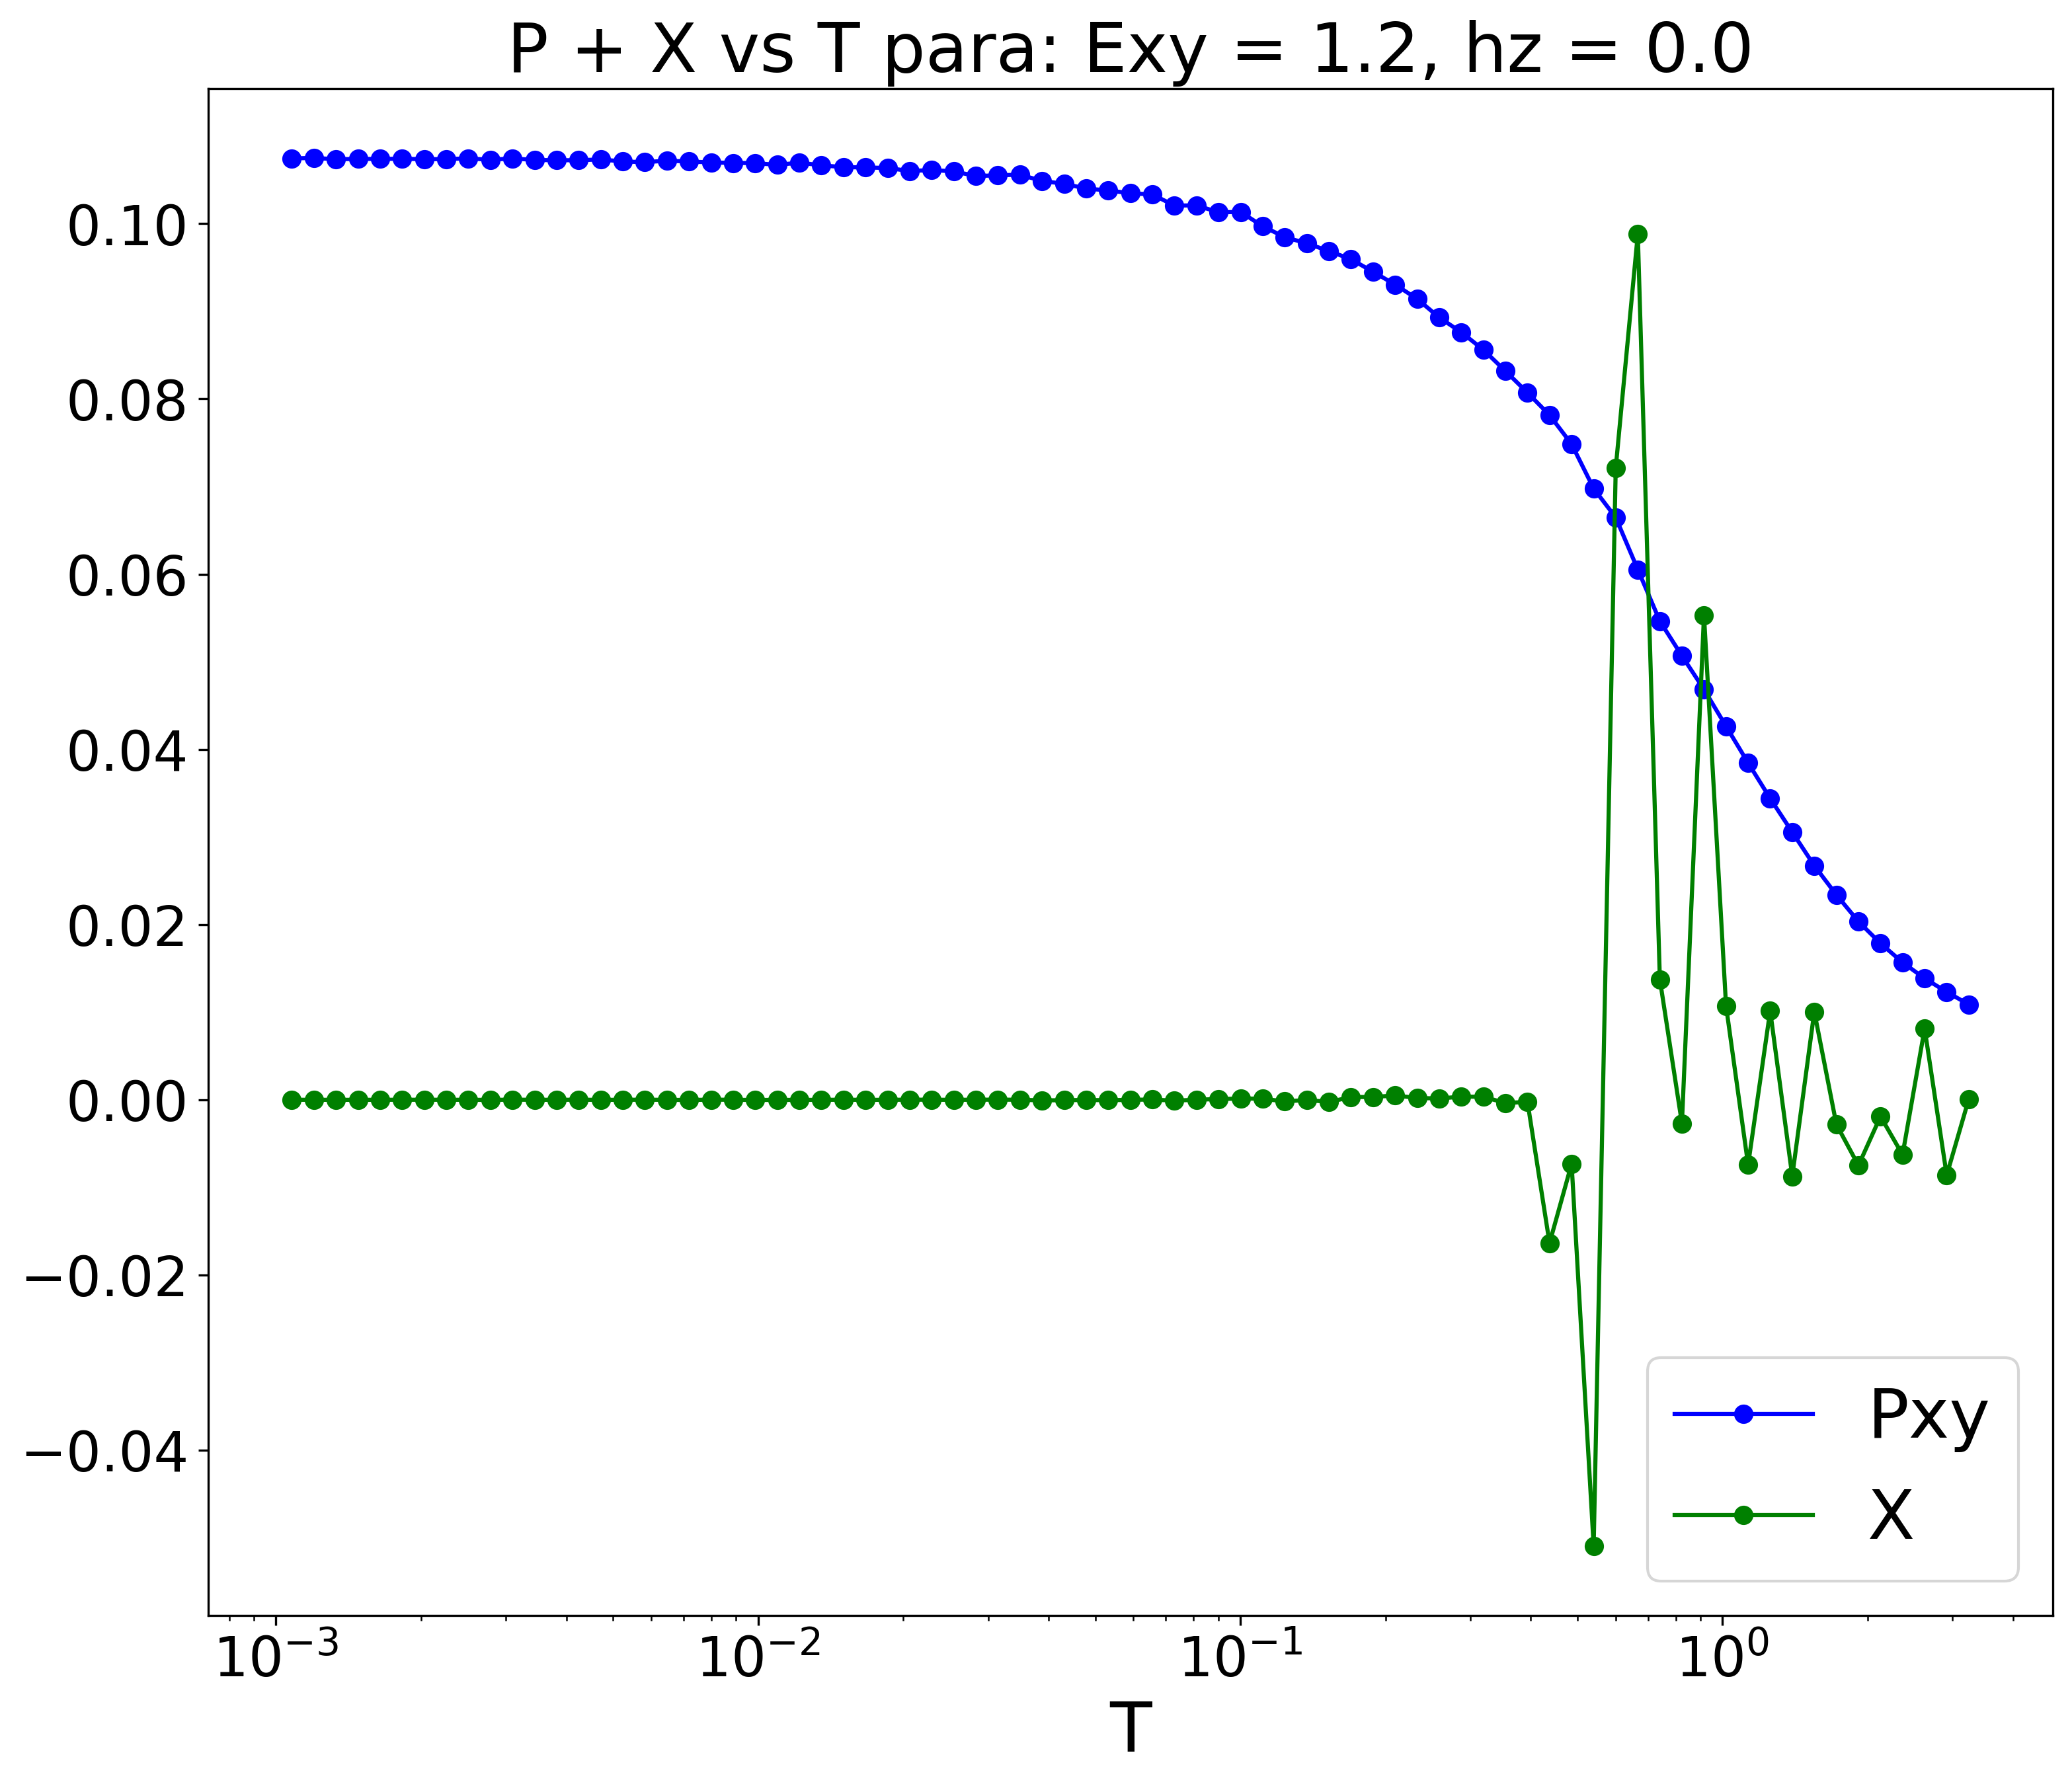 P + X vs T para: Exy = 1.2, hz = 0.0
0.10
0.08
0.06
0.04
0.02
0.00
−0.02
−0.04
Pxy
X
10⁻³ 10⁻² 10⁻¹ 10⁰
T